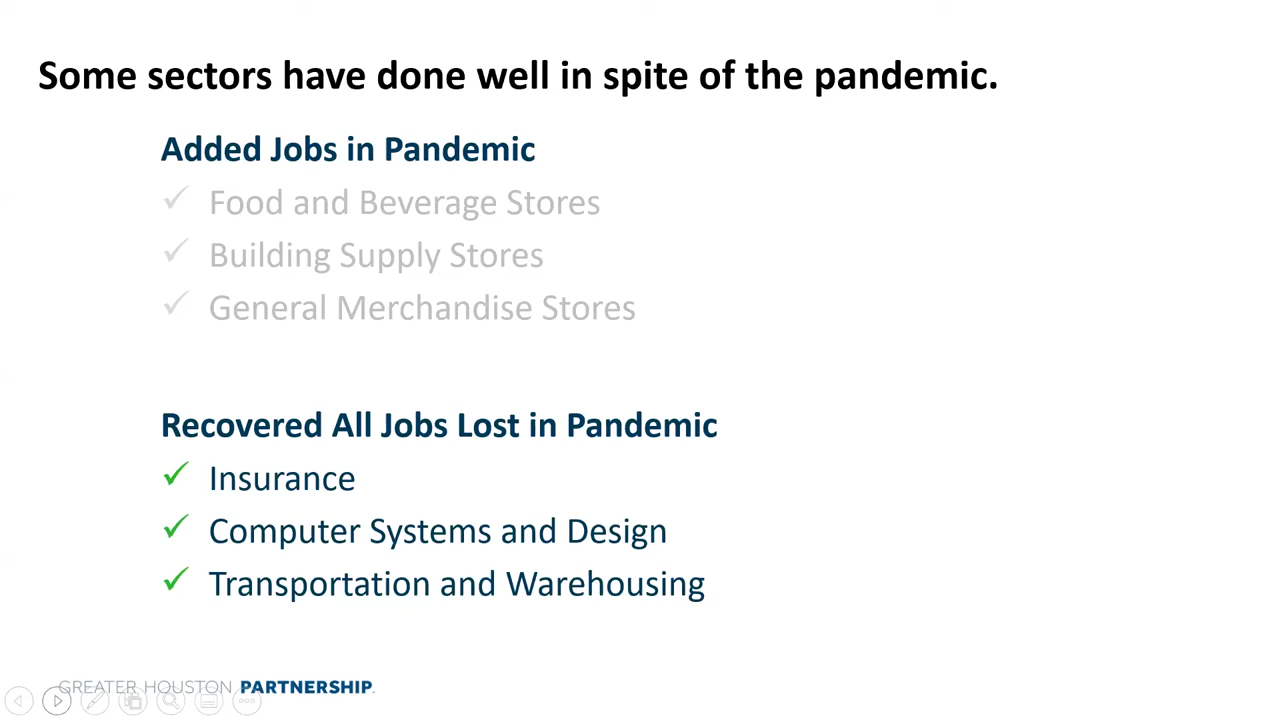 Some sectors have done well in spite of the pandemic.
Added Jobs in Pandemic
✓ Food and Beverage Stores
✓ Building Supply Stores
✓ General Merchandise Stores
Recovered All Jobs Lost in Pandemic
✓ Insurance
✓ Computer Systems and Design
✓ Transportation and Warehousing
GREATER HOUSTON PARTNERSHIP.